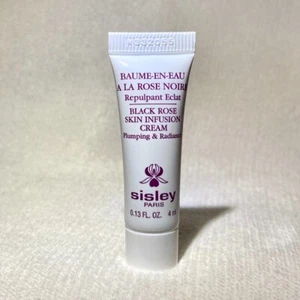 BAUME-EN-EAU
A LA ROSE NOIRE
Repulpant Eclat
BLACK ROSE
SKIN INFUSION
CREAM
Plumping & Radiance
sisley
PARIS
0.13 FL. OZ. 4 ml